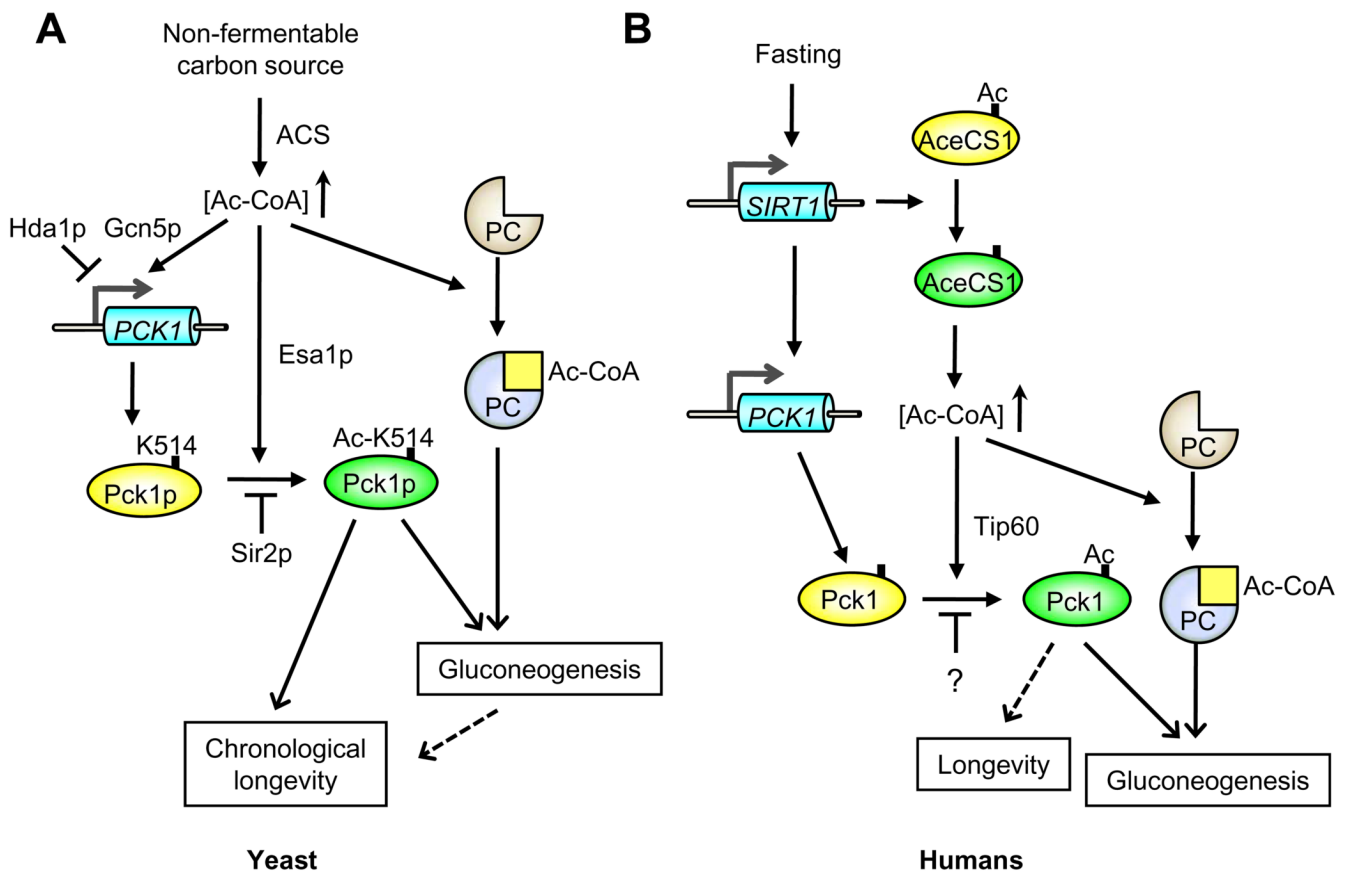 A
Non-fermentable
carbon source
ACS
[Ac-CoA]
Hda1p
Gcn5p
PC
PCK1
Esa1p
Ac-CoA
PC
K514
Ac-K514
Pck1p
Pck1p
Sir2p
Gluconeogenesis
Chronological
longevity
Yeast
B
Fasting
Ac
AceCS1
SIRT1
AceCS1
PCK1
[Ac-CoA]
PC
Tip60
Ac
Pck1
Pck1
Ac-CoA
PC
?
Longevity
Gluconeogenesis
Humans